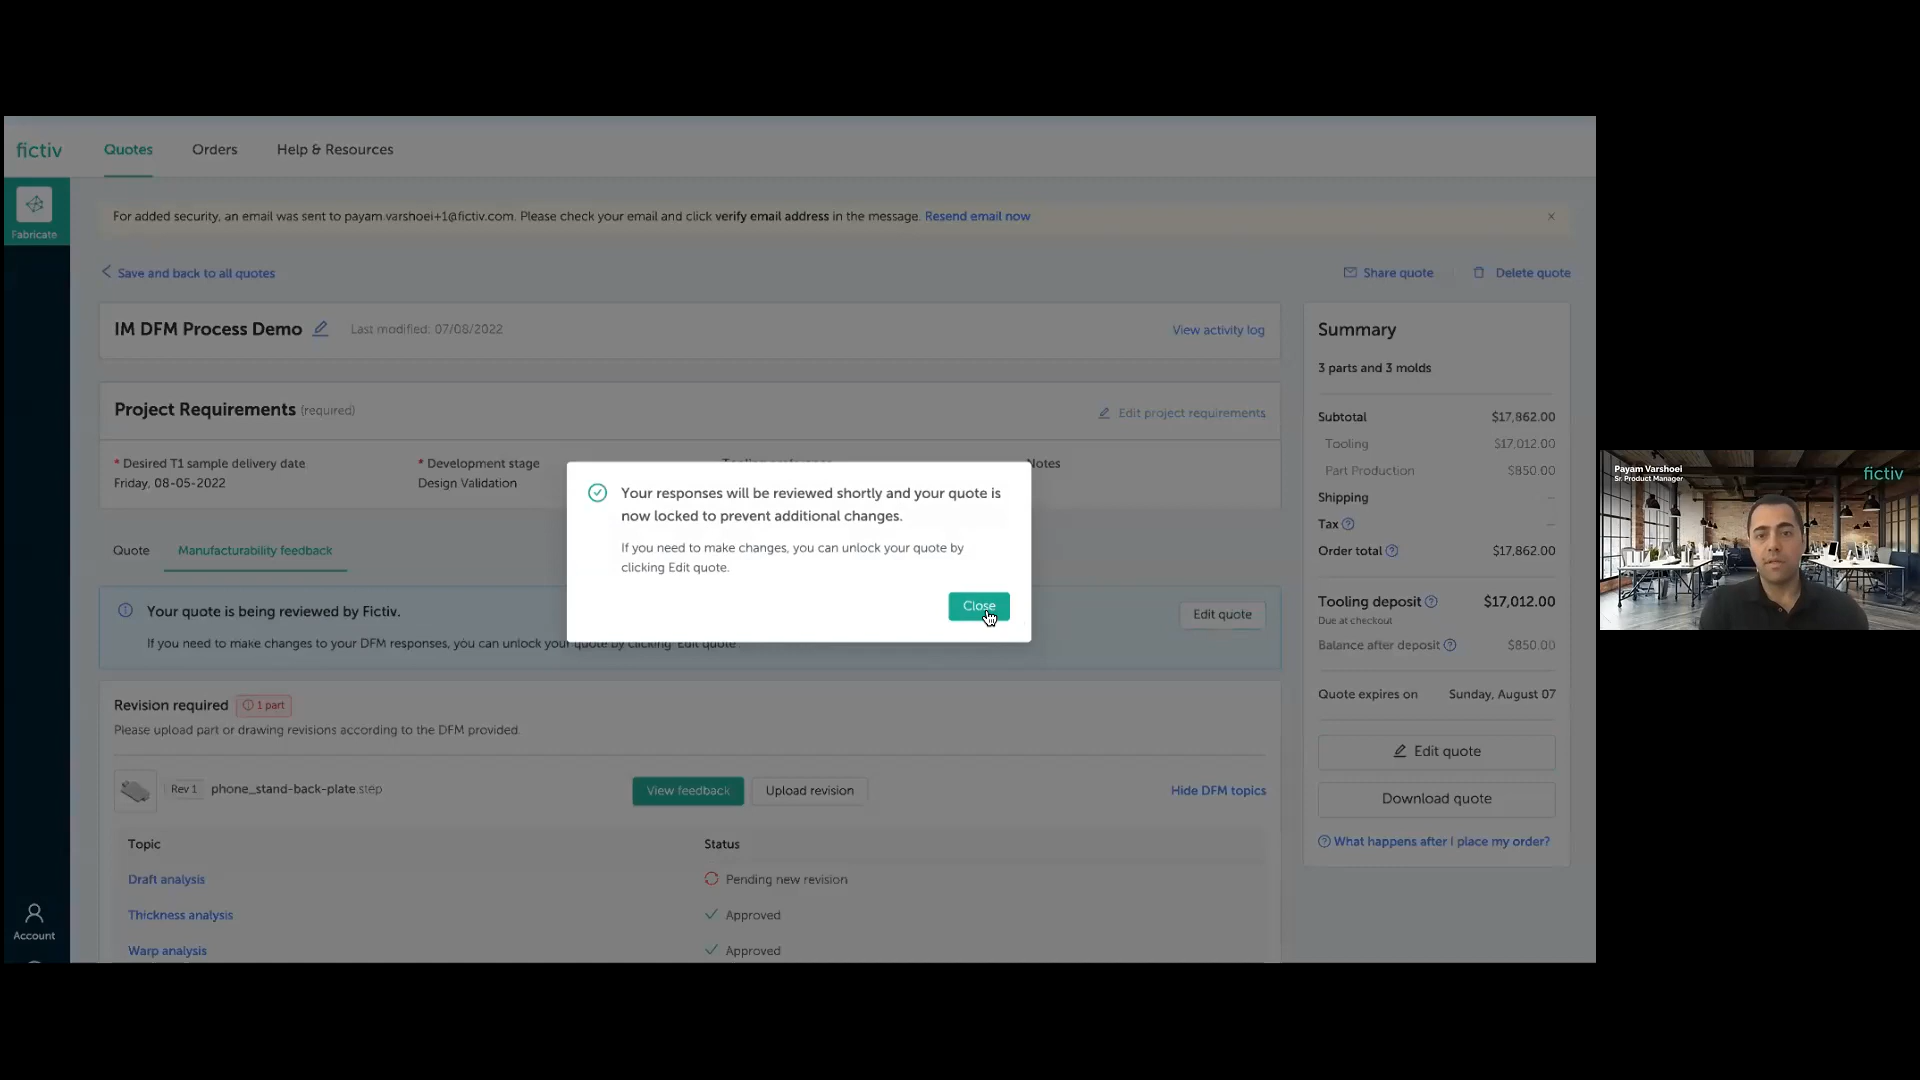 fictiv
Quotes
Orders
Help & Resources
Fabricate
For added security, an email was sent to payam.varshoei+1@fictiv.com. Please check your email and click verify email address in the message. Resend email now
Save and back to all quotes
Share quote
Delete quote
IM DFM Process Demo
Last modified: 07/08/2022
View activity log
Project Requirements (required)
Edit project requirements
* Desired T1 sample delivery date
Friday, 08-05-2022
* Development stage
Design Validation
Notes
Your responses will be reviewed shortly and your quote is
now locked to prevent additional changes.
If you need to make changes, you can unlock your quote by
clicking Edit quote.
Close
Quote
Manufacturability feedback
Your quote is being reviewed by Fictiv.
If you need to make changes to your DFM responses, you can unlock your quote by clicking "Edit quote"
Edit quote
Revision required
1 part
Please upload part or drawing revisions according to the DFM provided.
Rev 1
phone_stand-back-plate.step
View feedback
Upload revision
Hide DFM topics
Topic
Status
Draft analysis
Pending new revision
Thickness analysis
Approved
Warp analysis
Approved
Account
Summary
3 parts and 3 molds
Subtotal $17,862.00
Tooling $17,012.00
Part Production $850.00
Shipping –
Tax –
Order total $17,862.00
Tooling deposit $17,012.00
Due at checkout
Balance after deposit $850.00
Quote expires on Sunday, August 07
Edit quote
Download quote
What happens after I place my order?
Payam Varshoei
Sr. Product Manager
fictiv